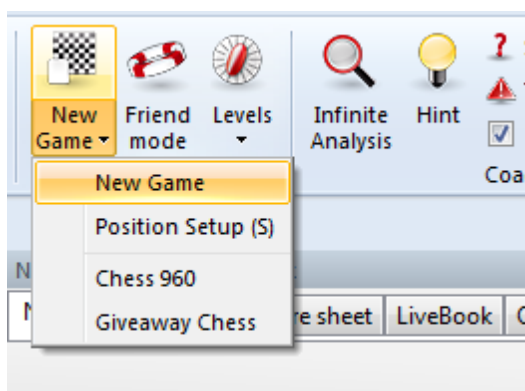 New
Game
Friend
mode
Levels
Infinite
Analysis
Hint
?
Coa
New Game
Position Setup (S)
Chess 960
Giveaway Chess
N
re sheet
LiveBook